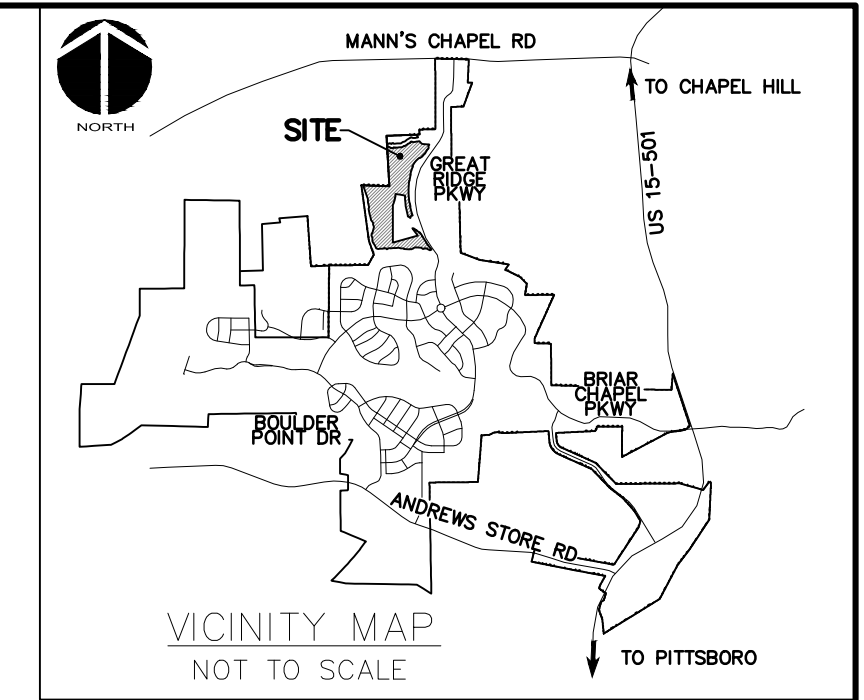 MANN'S CHAPEL RD
NORTH
TO CHAPEL HILL
SITE
GREAT
RIDGE
PKWY
US 15-501
BRIAR
CHAPEL
PKWY
BOULDER
POINT DR
ANDREWS STORE RD
VICINITY MAP
NOT TO SCALE
TO PITTSBORO